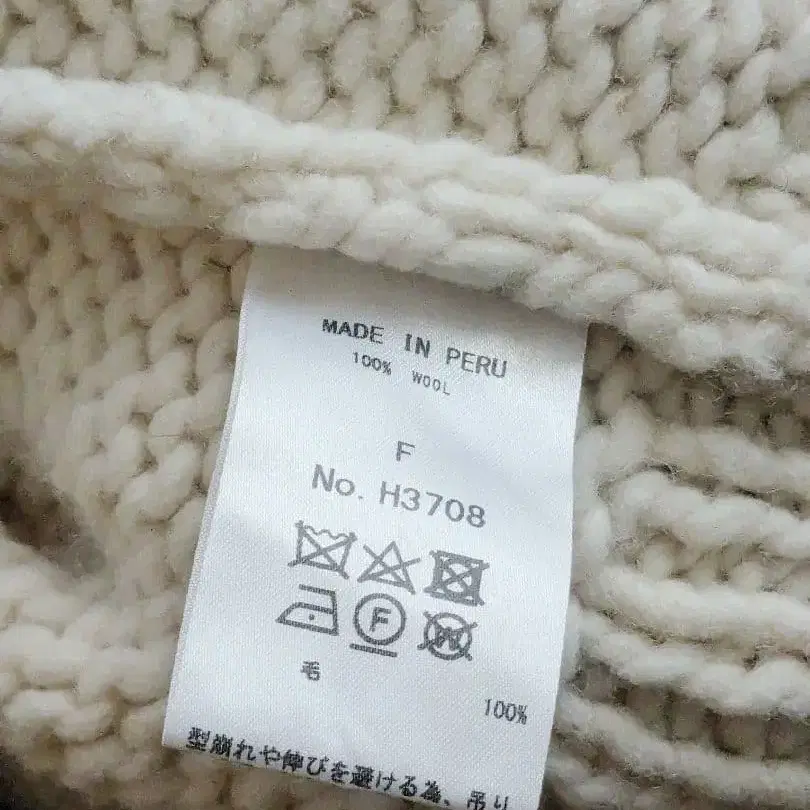 MADE IN PERU
100% WOOL
F
No. H3708
F
W
毛
100%
型崩れや伸びを避ける為、吊り